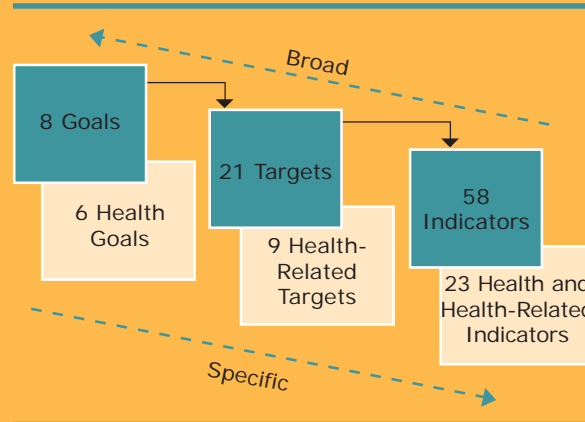 Broad
8 Goals
6 Health
Goals
21 Targets
9 Health-
Related
Targets
58
Indicators
23 Health and
Health-Related
Indicators
Specific